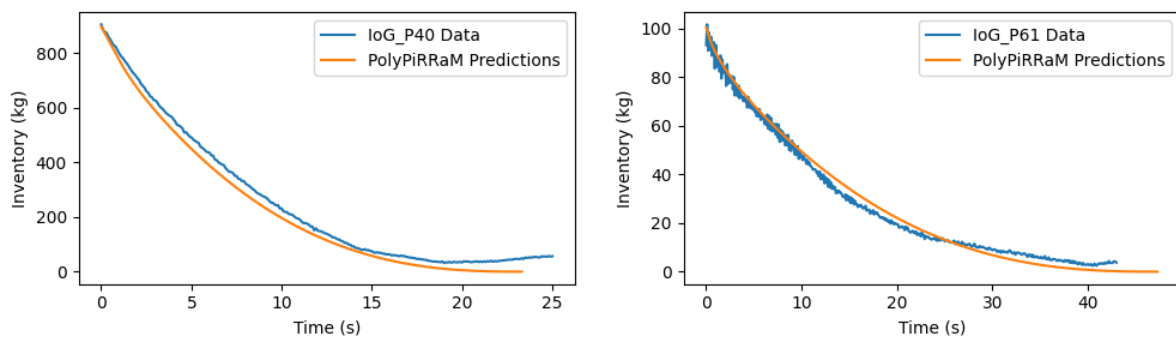 IoG_P40 Data
PolyPiRRaM Predictions
Inventory (kg)
800
600
400
200
0
0 5 10 15 20 25
Time (s)
IoG_P61 Data
PolyPiRRaM Predictions
Inventory (kg)
100
80
60
40
20
0
0 10 20 30 40
Time (s)